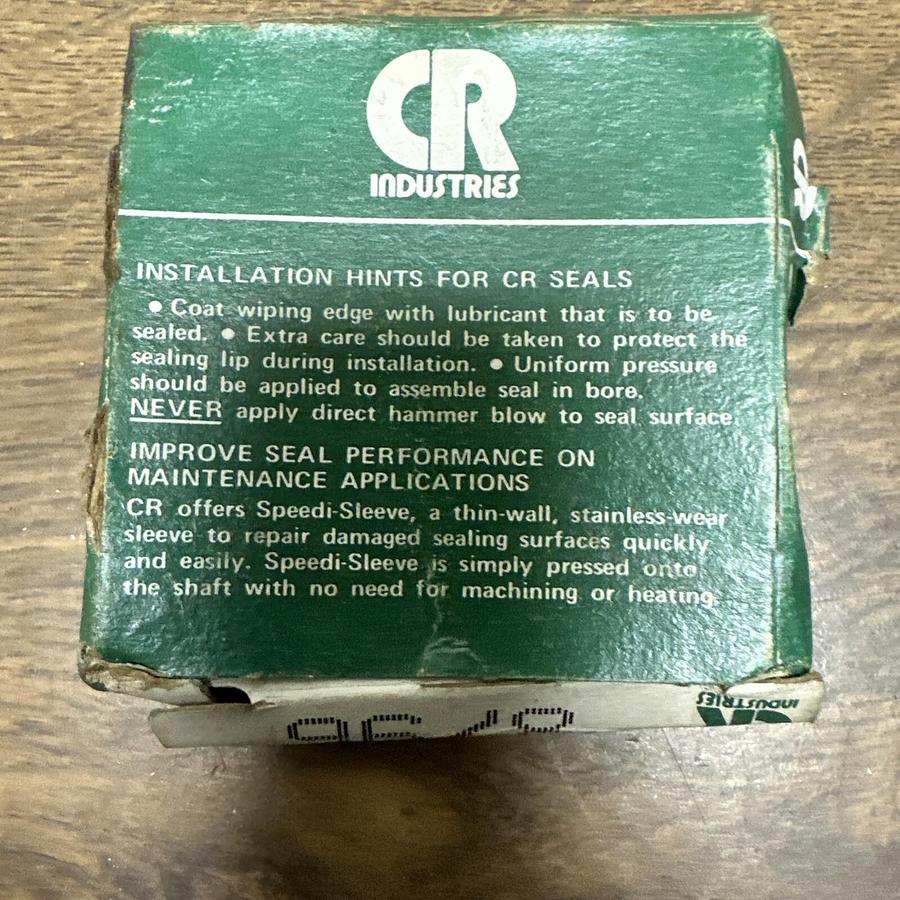 CR
INDUSTRIES
INSTALLATION HINTS FOR CR SEALS
• Coat wiping edge with lubricant that is to be
sealed. • Extra care should be taken to protect the
sealing lip during installation. • Uniform pressure
should be applied to assemble seal in bore.
NEVER apply direct hammer blow to seal surface.
IMPROVE SEAL PERFORMANCE ON
MAINTENANCE APPLICATIONS
CR offers Speedi-Sleeve, a thin-wall, stainless-wear
sleeve to repair damaged sealing surfaces quickly
and easily. Speedi-Sleeve is simply pressed onto
the shaft with no need for machining or heating.
INDUSTRIES
CR